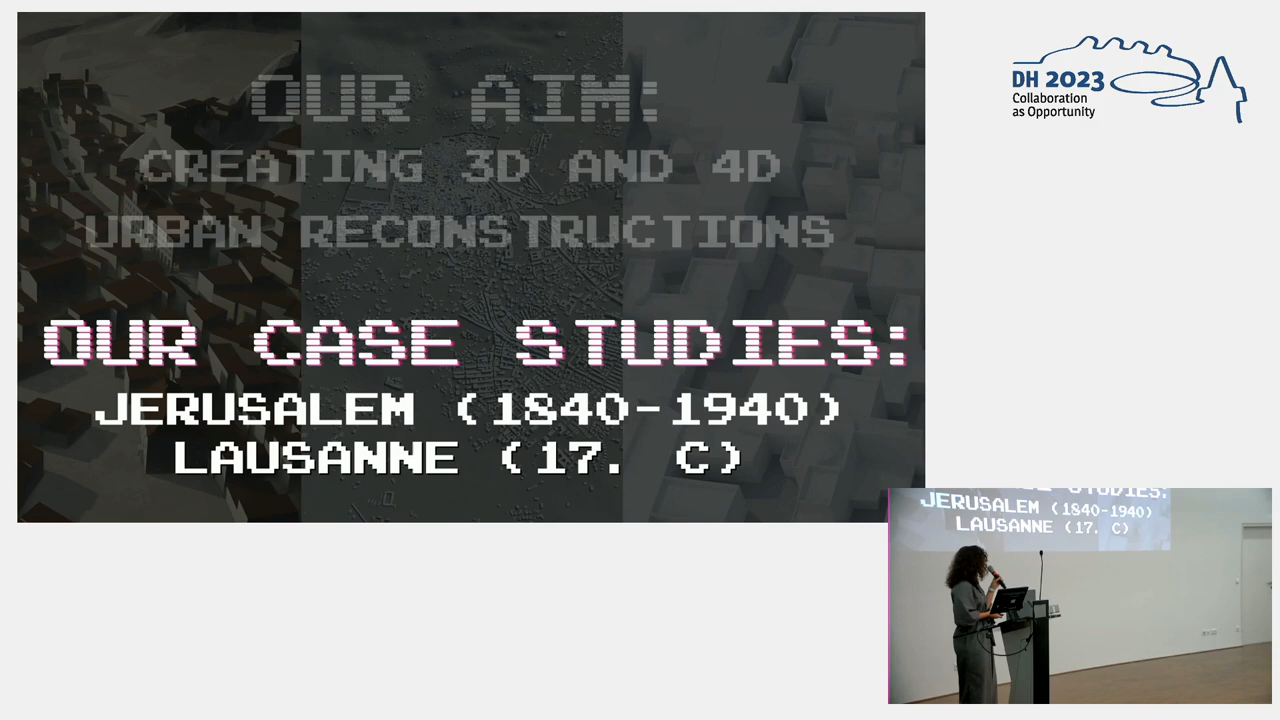 OUR AIM:
CREATING 3D AND 4D
URBAN RECONSTRUCTIONS
OUR CASE STUDIES:
JERUSALEM (1840-1940)
LAUSANNE (17. C)
DH 2023
Collaboration
as Opportunity
STUDIES:
JERUSALEM (1840-1940)
LAUSANNE (17. C)